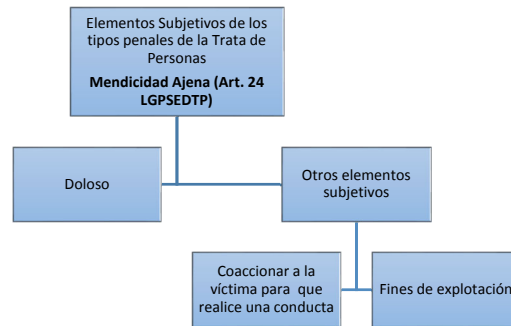 Elementos Subjetivos de los
tipos penales de la Trata de
Personas
Mendicidad Ajena (Art. 24
LGPSEDTP)
Doloso
Otros elementos
subjetivos
Coaccionar a la
víctima para que
realice una conducta
Fines de explotación